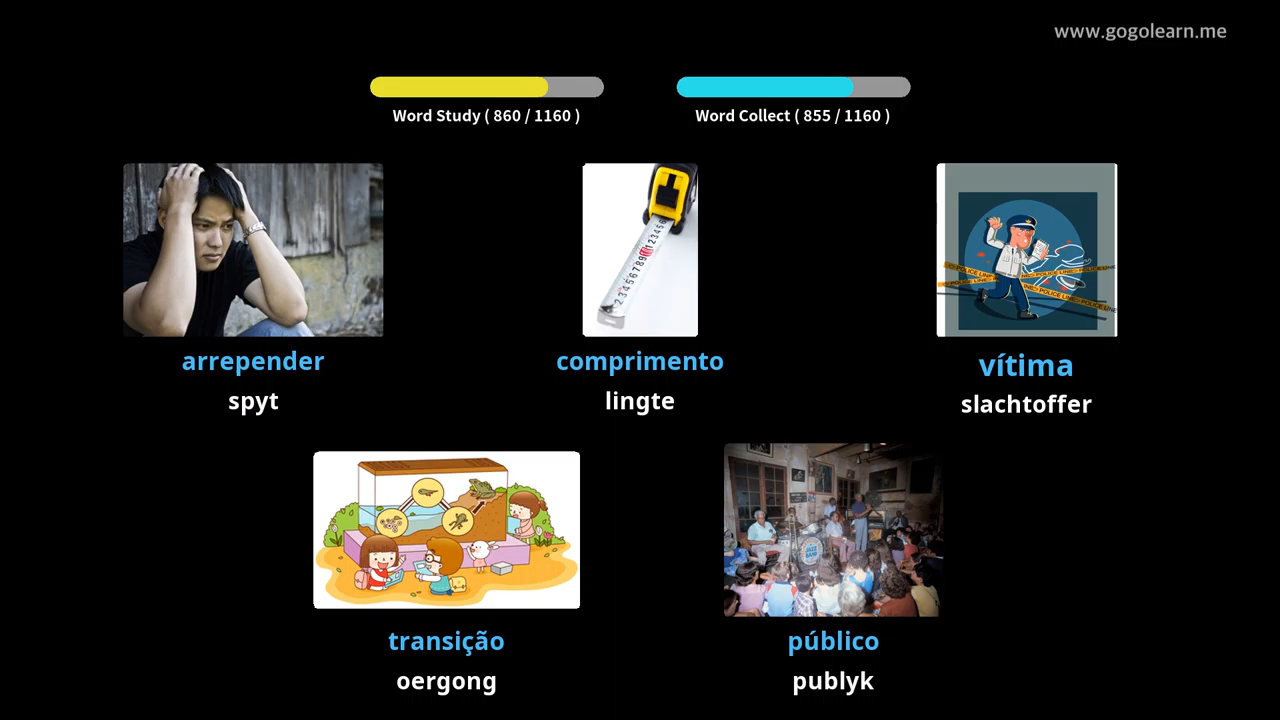 www.gogolearn.me
Word Study ( 860 / 1160 )
Word Collect ( 855 / 1160 )
arrepender
comprimento
vítima
spyt
lingte
slachtoffer
transição
público
oergong
publyk